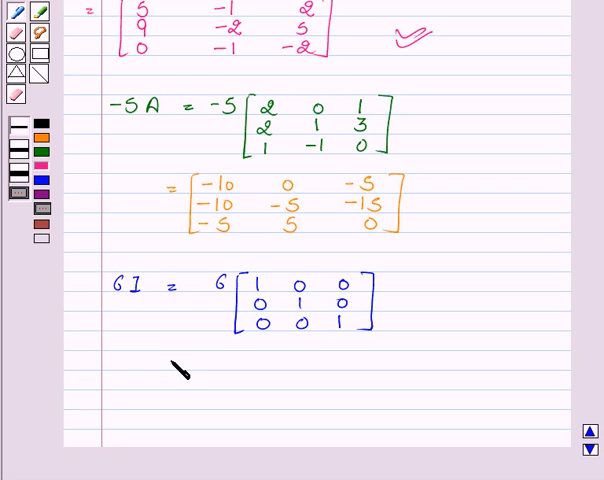 = [ 5 -1 2
9 -2 5
0 -1 -2 ]
-5A = -5 [ 2 0 1
2 1 3
1 -1 0 ]
= [ -10 0 -5
-10 -5 -15
-5 5 0 ]
6I = 6 [ 1 0 0
0 1 0
0 0 1 ]